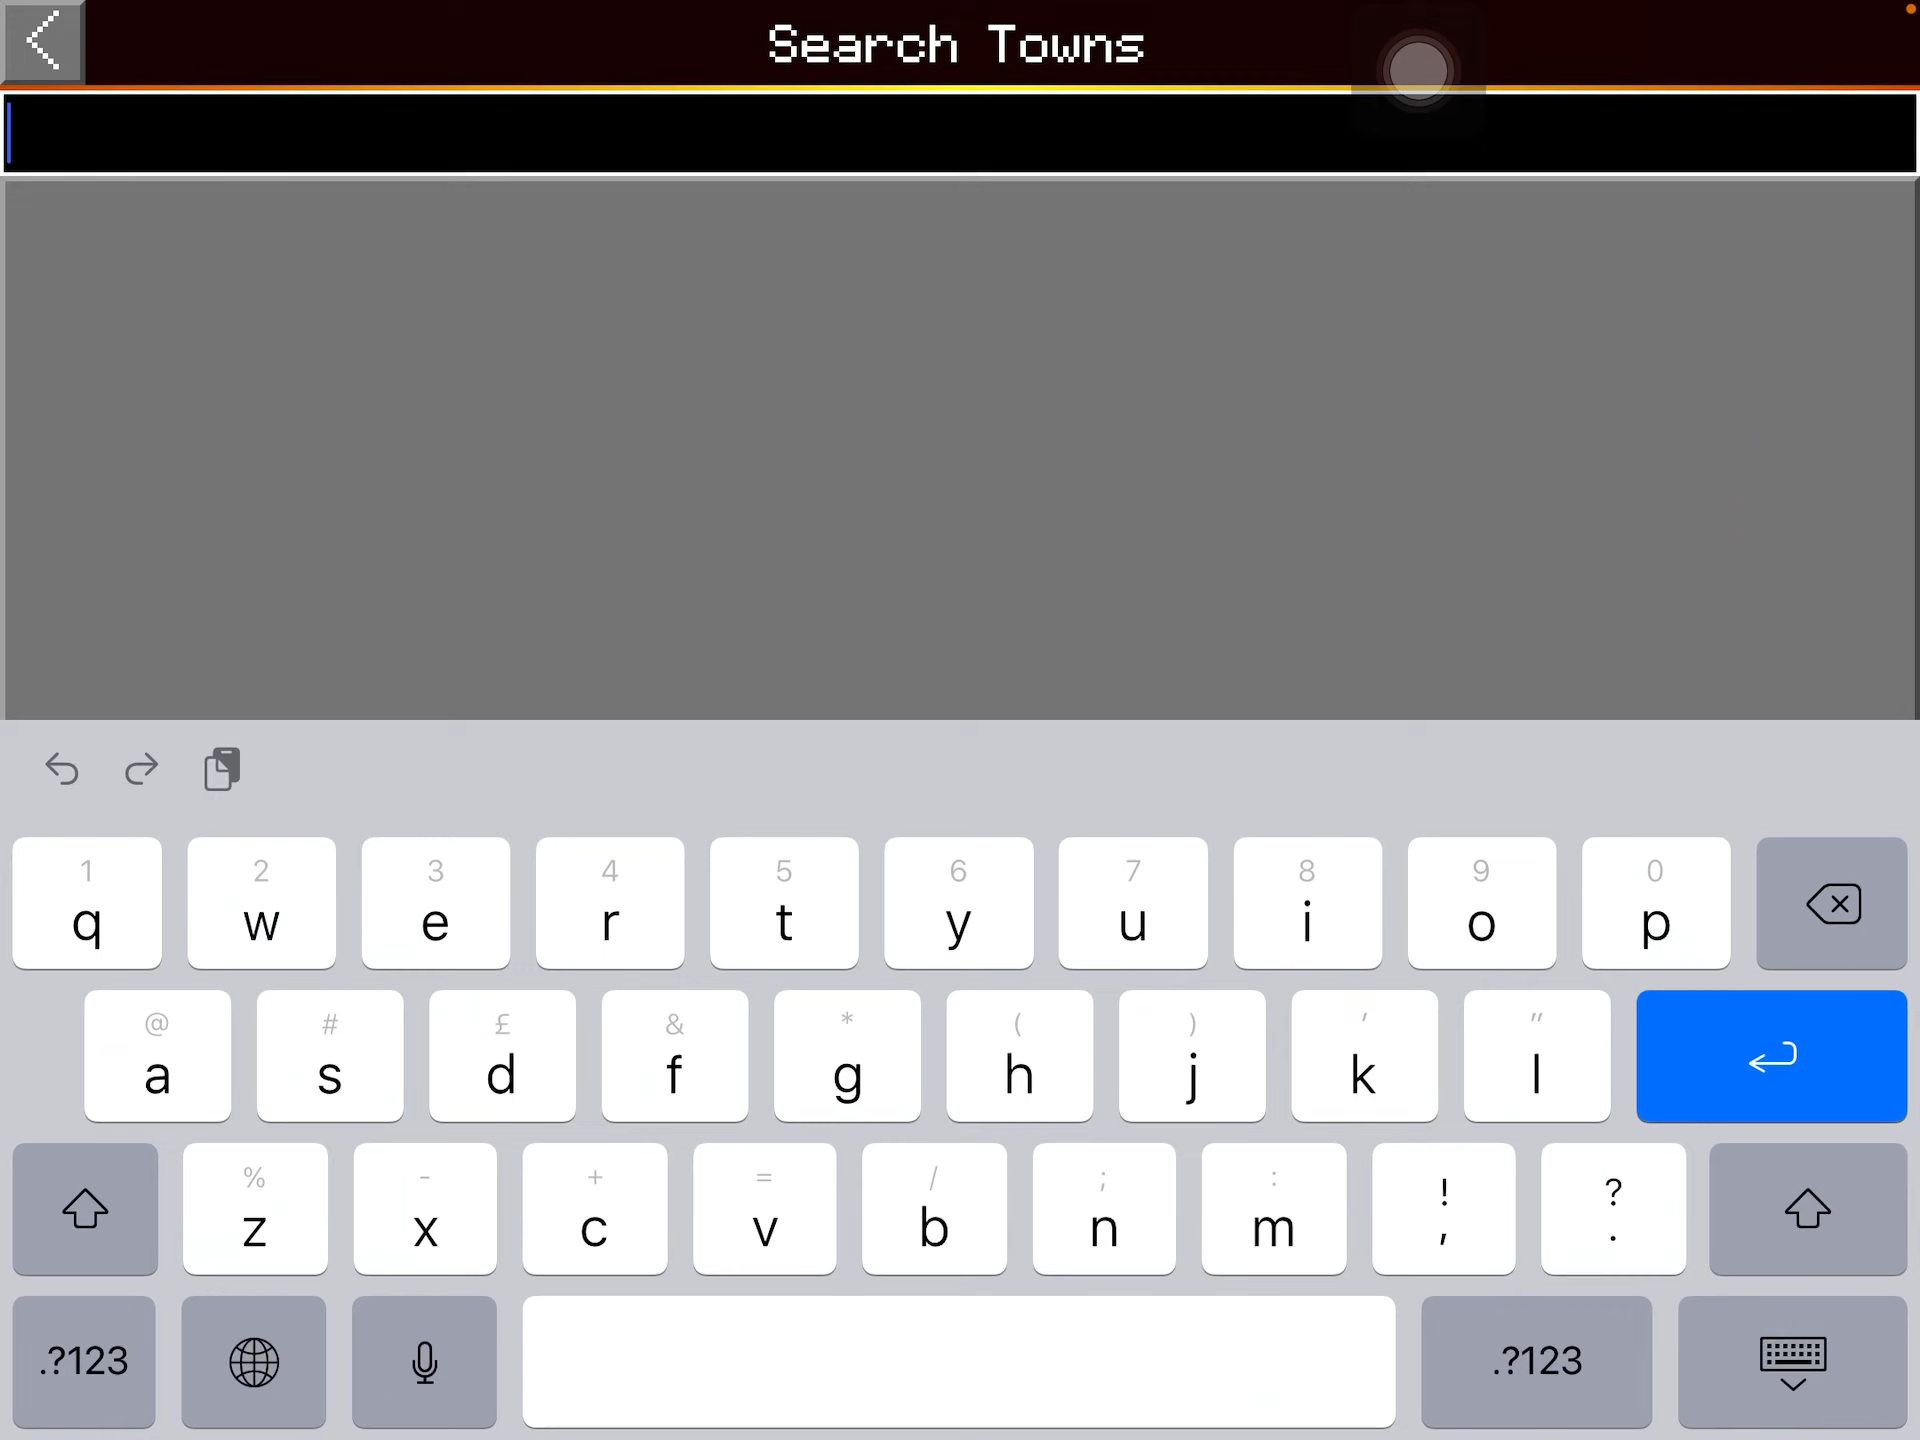 Search Towns
1 2 3 4 5 6 7 8 9 0
q w e r t y u i o p
@ # £ & * ( ) ' "
a s d f g h j k l
% - + = / ; : ! ?
z x c v b n m , .
.?123 .?123